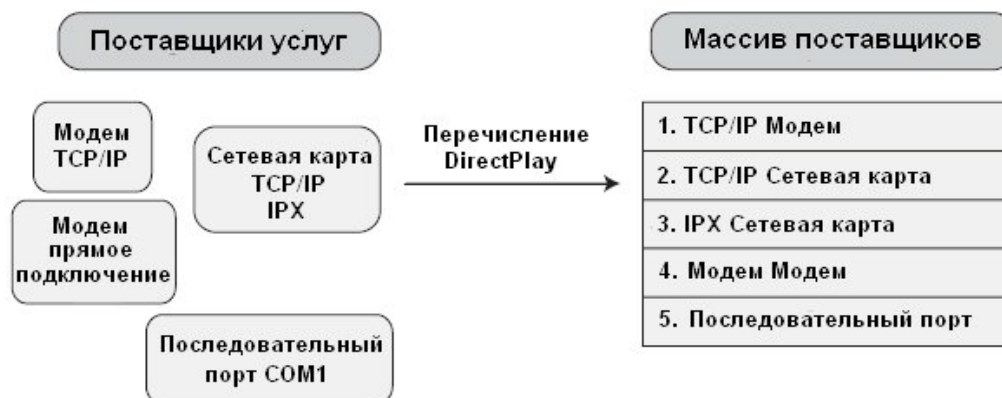 Поставщики услуг
Массив поставщиков
Модем
TCP/IP
Сетевая карта
TCP/IP
IPX
Модем
прямое
подключение
Последовательный
порт COM1
Перечисление
DirectPlay
1. TCP/IP Модем
2. TCP/IP Сетевая карта
3. IPX Сетевая карта
4. Модем Модем
5. Последовательный порт